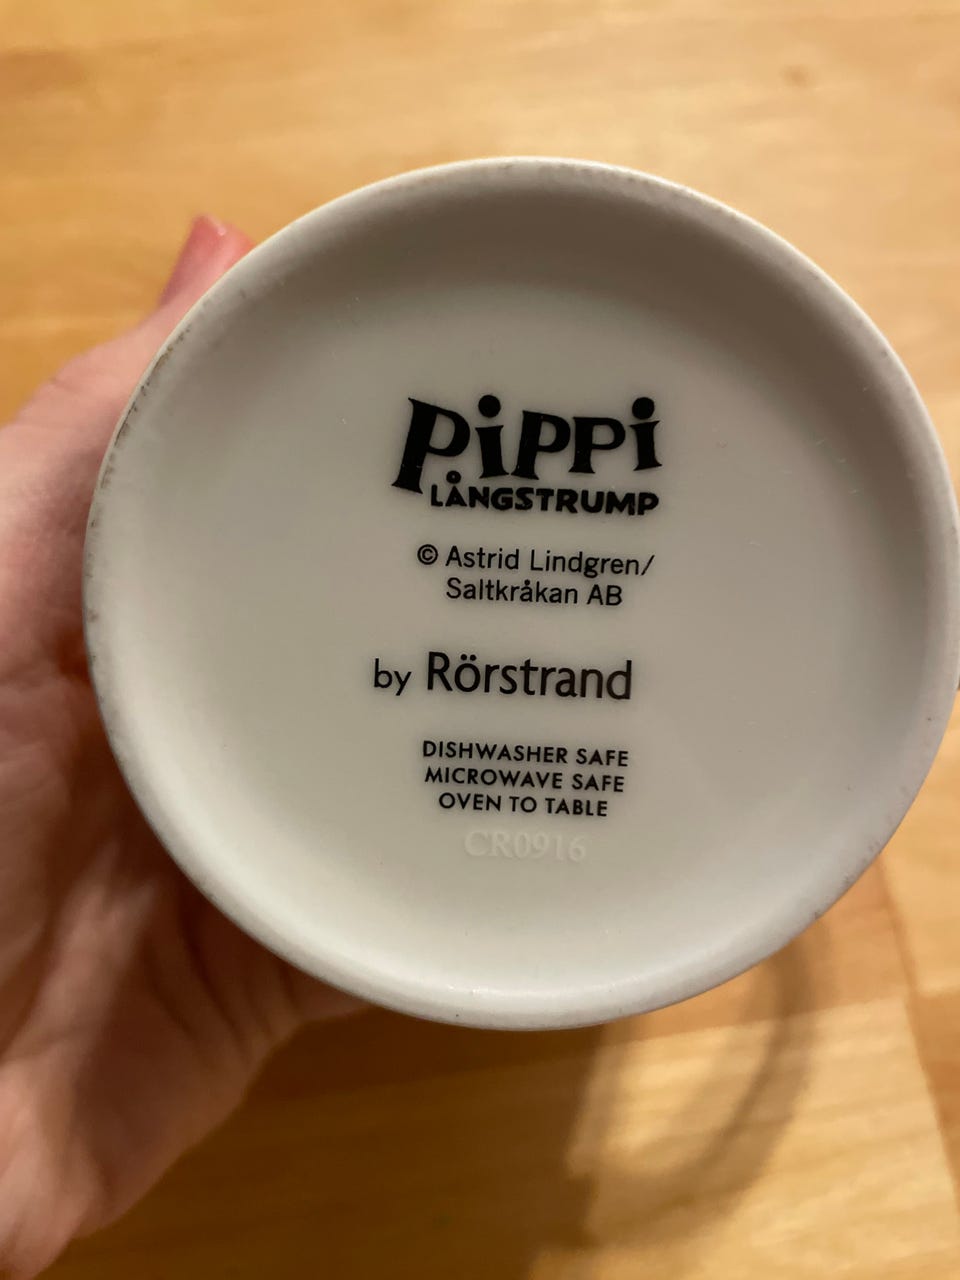 PiPPi
LÅNGSTRUMP
© Astrid Lindgren/
Saltkråkan AB
by Rörstrand
DISHWASHER SAFE
MICROWAVE SAFE
OVEN TO TABLE
CR0916